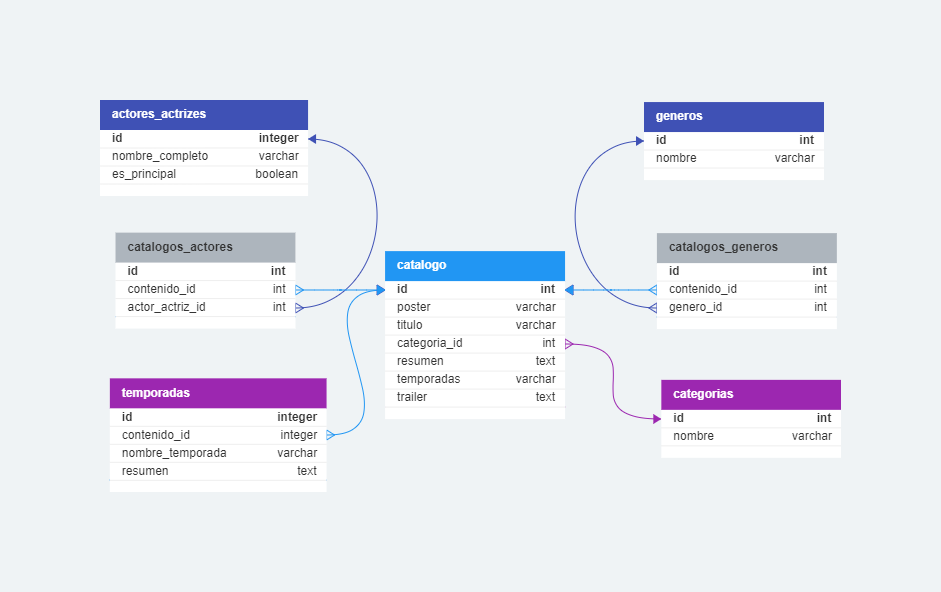 actores_actrizes
id integer
nombre_completo varchar
es_principal boolean
generos
id int
nombre varchar
catalogos_actores
id int
contenido_id int
actor_actriz_id int
catalogo
id int
poster varchar
titulo varchar
categoria_id int
resumen text
temporadas varchar
trailer text
catalogos_generos
id int
contenido_id int
genero_id int
temporadas
id integer
contenido_id integer
nombre_temporada varchar
resumen text
categorias
id int
nombre varchar